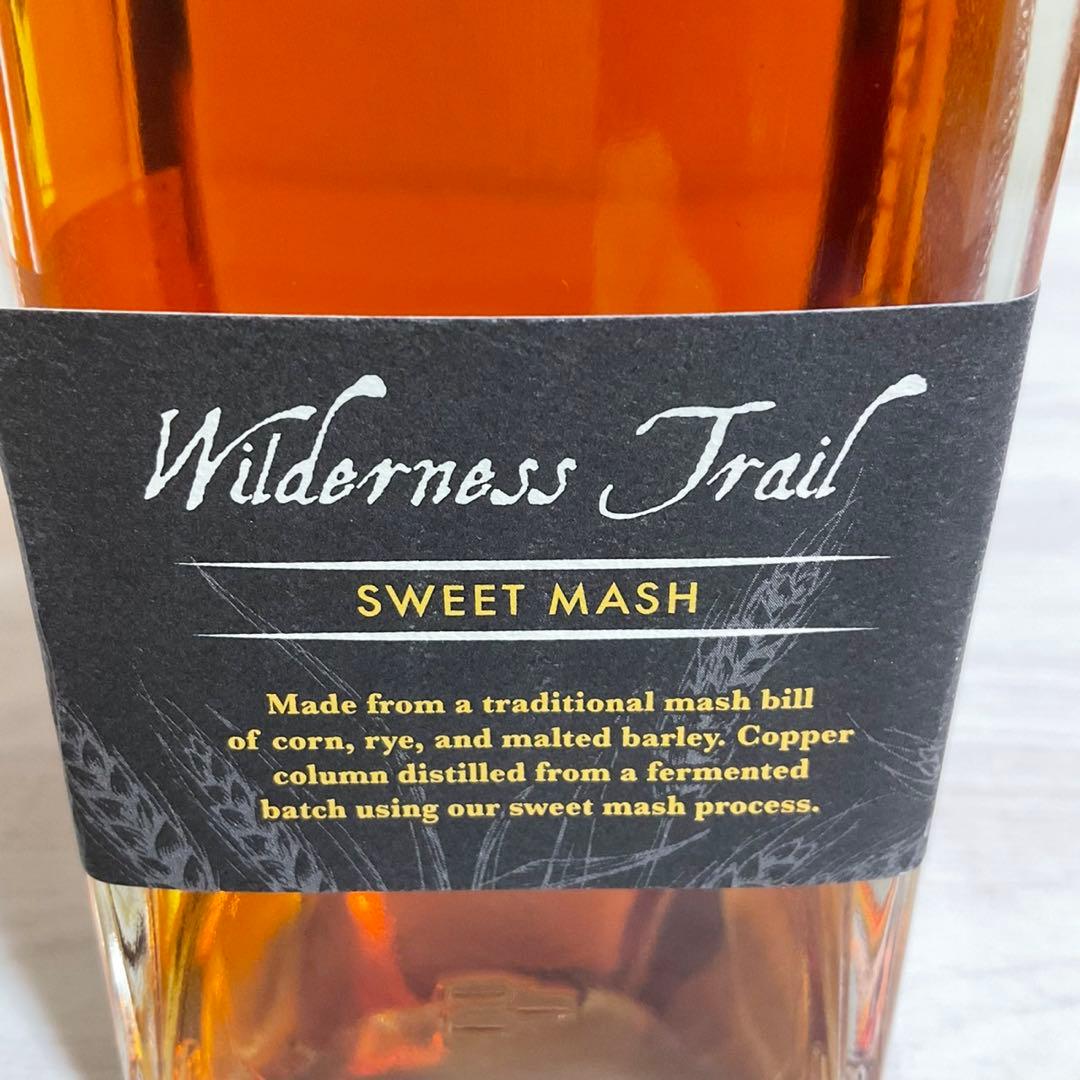 Wilderness Trail
SWEET MASH
Made from a traditional mash bill
of corn, rye, and malted barley. Copper
column distilled from a fermented
batch using our sweet mash process.